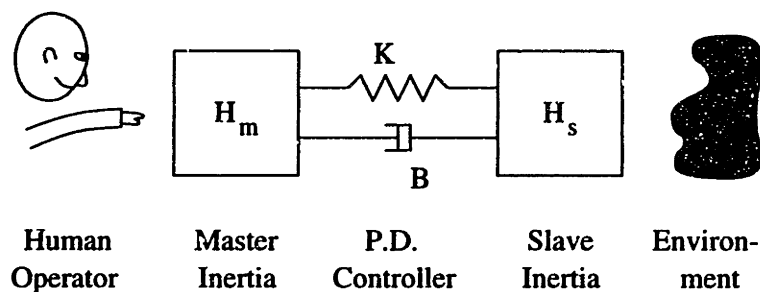 K
H_m
H_s
B
Human Master P.D. Slave Environ-
Operator Inertia Controller Inertia ment